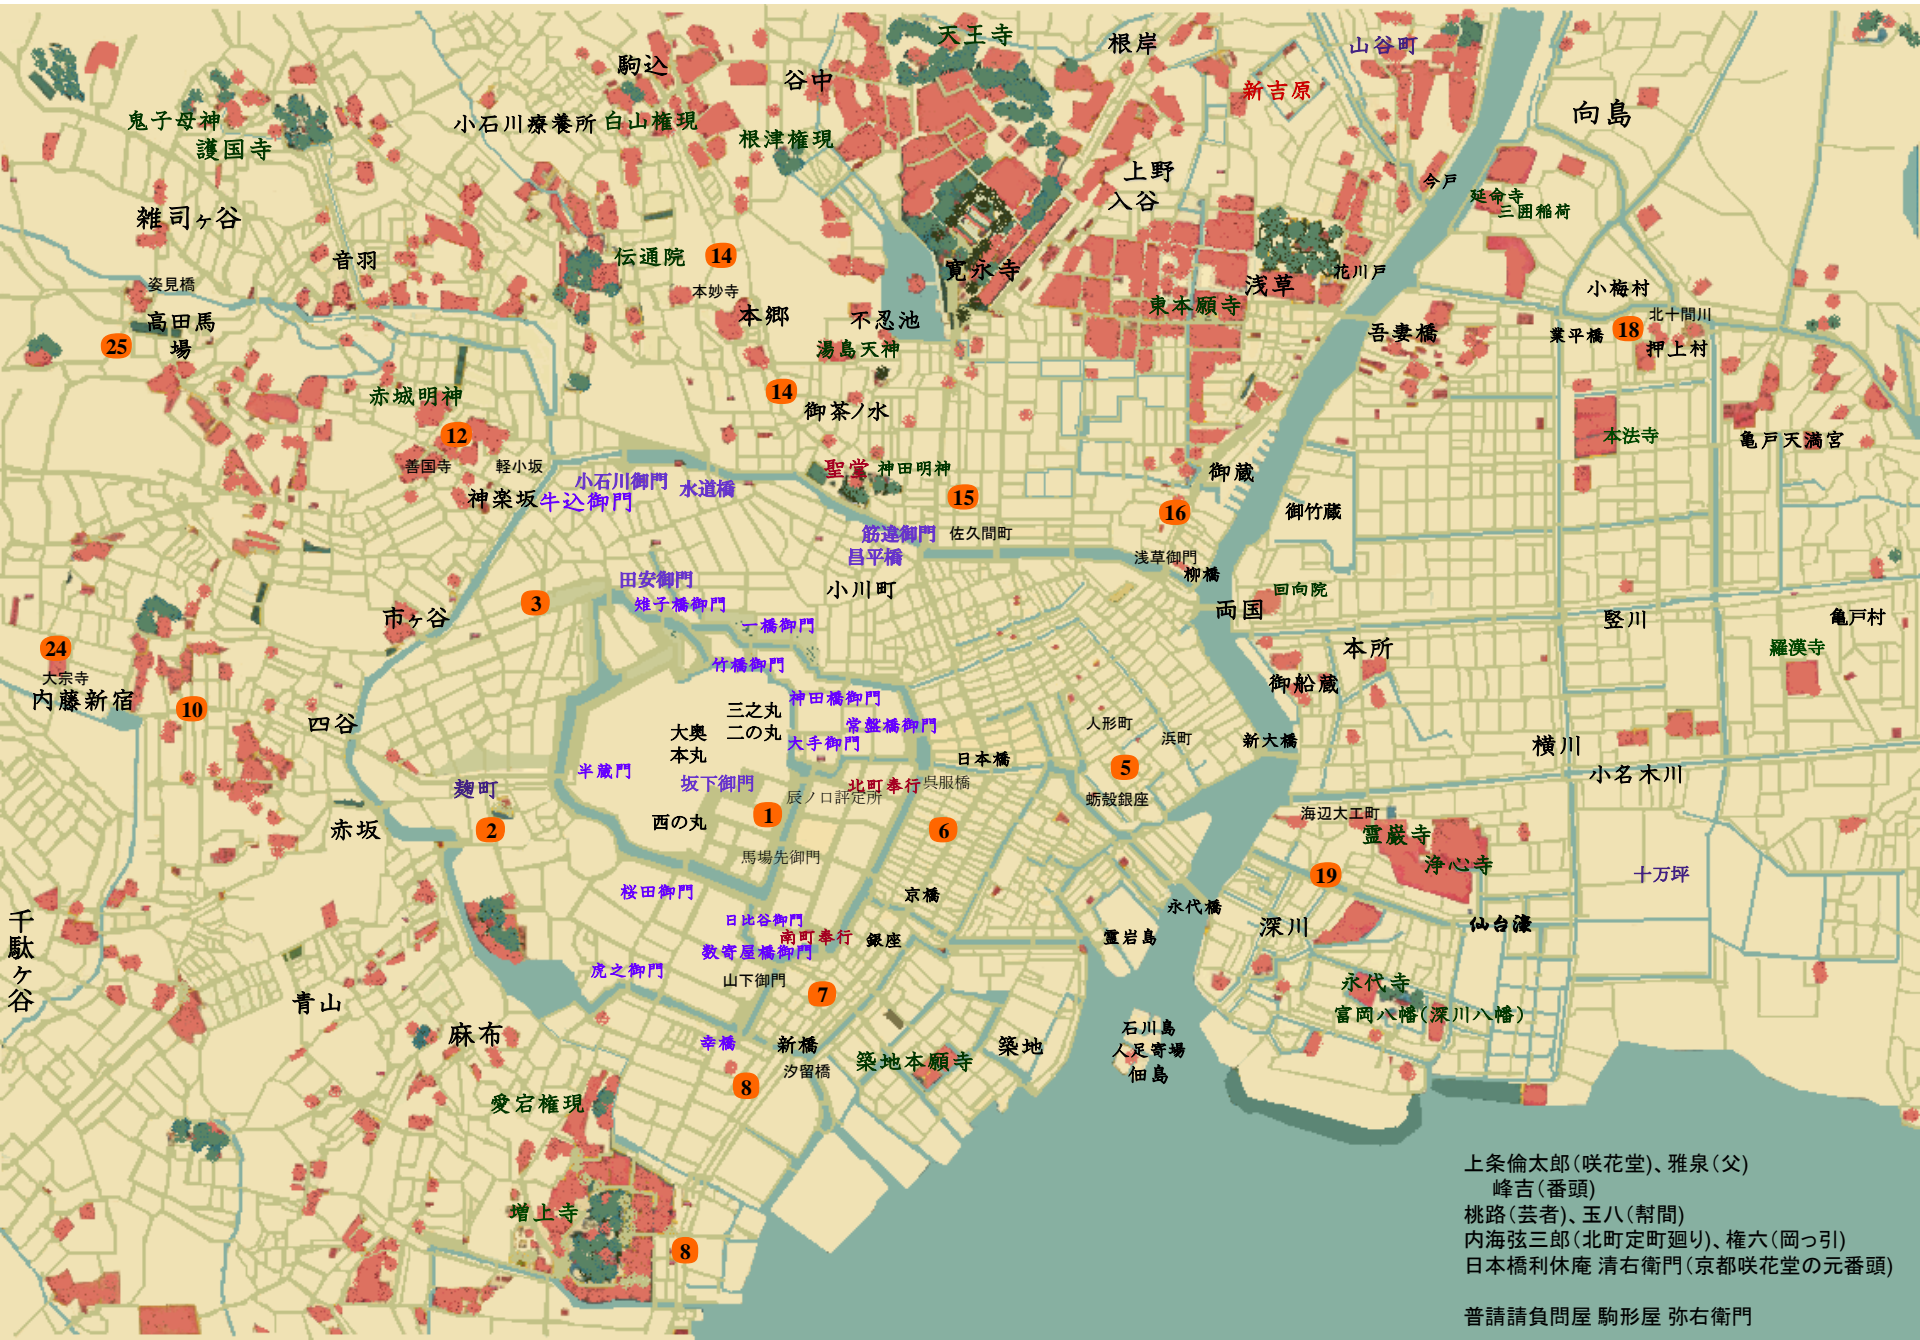 天王寺
根岸
山谷町
駒込
谷中
新吉原
向島
鬼子母神
護国寺
小石川療養所
白山権現
根津権現
上野
入谷
今戸
延命寺
三囲稲荷
雑司ヶ谷
音羽
伝通院
14
寛永寺
浅草
花川戸
姿見橋
本妙寺
東本願寺
小梅村
高田馬
場
25
本郷
不忍池
吾妻橋
業平橋
18
北十間川
押上村
湯島天神
赤城明神
14
御茶ノ水
12
本法寺
亀戸天満宮
善国寺
軽小坂
聖堂
神田明神
御蔵
神楽坂
牛込御門
小石川御門
水道橋
15
16
御竹蔵
筋違御門
昌平橋
佐久間町
浅草御門
柳橋
田安御門
雉子橋御門
小川町
回向院
両国
3
市ヶ谷
一橋御門
竪川
亀戸村
24
大宗寺
内藤新宿
10
竹橋御門
本所
羅漢寺
御船蔵
四谷
神田橋御門
三之丸
二の丸
大奥
本丸
常盤橋御門
大手御門
人形町
浜町
新大橋
横川
日本橋
半蔵門
坂下御門
北町奉行
呉服橋
5
小名木川
麹町
辰ノ口評定所
蛎殻銀座
海辺大工町
赤坂
2
西の丸
1
6
霊巌寺
浄心寺
馬場先御門
19
十万坪
桜田御門
京橋
永代橋
千駄ヶ谷
日比谷御門
南町奉行
銀座
霊岩島
深川
仙台濠
数寄屋橋御門
虎之御門
山下御門
7
永代寺
富岡八幡(深川八幡)
青山
麻布
幸橋
新橋
汐留橋
築地本願寺
築地
石川島
人足寄場
佃島
8
愛宕権現
増上寺
8
上条倫太郎(咲花堂)、雅泉(父)
峰吉(番頭)
桃路(芸者)、玉八(幇間)
内海弦三郎(北町定町廻り)、権六(岡っ引)
日本橋利休庵 清右衛門(京都咲花堂の元番頭)
普請請負問屋 駒形屋 弥右衛門